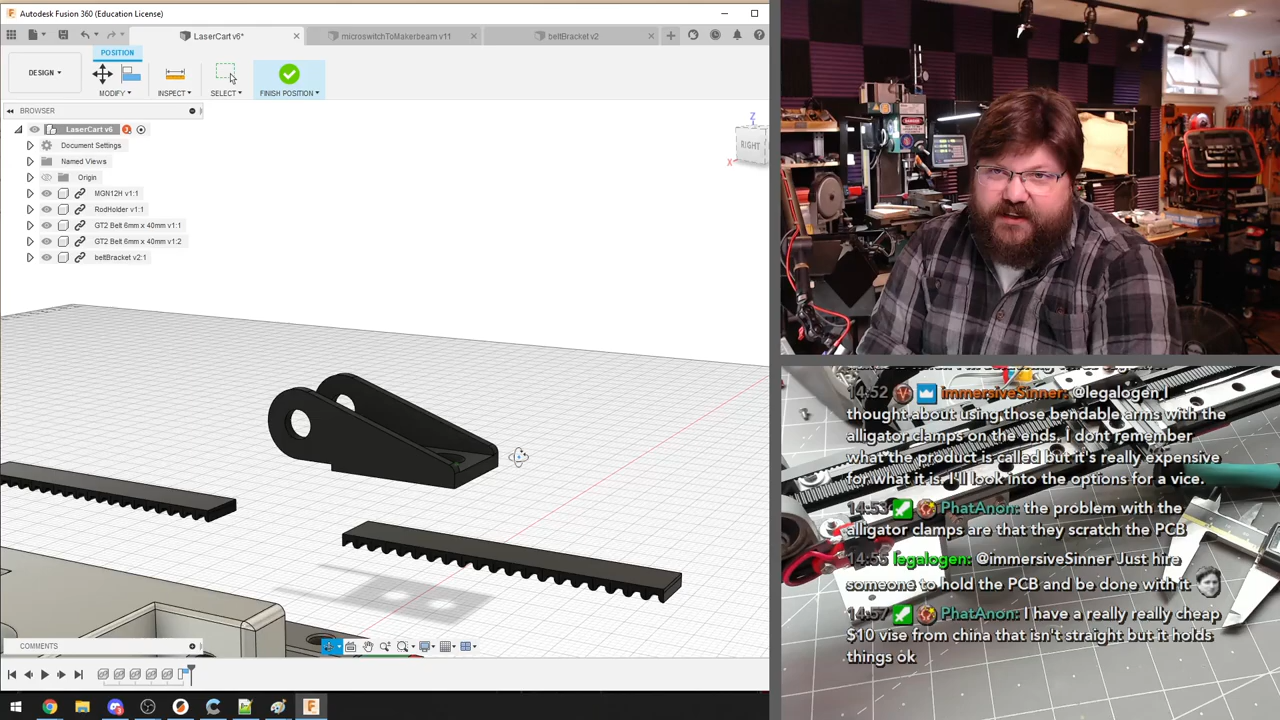 Autodesk Fusion 360 (Education License)
LaserCart v6*
microswitchToMakerbeam v11
beltBracket v2
POSITION
DESIGN
MODIFY
INSPECT
SELECT
FINISH POSITION
BROWSER
LaserCart v6
Document Settings
Named Views
Origin
MGN12H v1:1
RodHolder v1:1
GT2 Belt 6mm x 40mm v1:1
GT2 Belt 6mm x 40mm v1:2
beltBracket v2:1
Z
RIGHT
X
COMMENTS
DANGER
14:52 immersiveSinner: @legalogen I
thought about using those bendable arms with the
alligator clamps on the ends. I dont remember
what the product is called but it's really expensive
for what it is. I'll look into the options for a vice.
14:53 PhatAnon: the problem with the
alligator clamps are that they scratch the PCB
14:55 legalogen: @immersiveSinner Just hire
someone to hold the PCB and be done with it
14:57 PhatAnon: I have a really really cheap
$10 vise from china that isn't straight but it holds
things ok